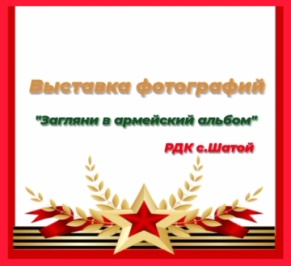 Выставка фотографий
"Загляни в армейский альбом"
РДК с.Шатой